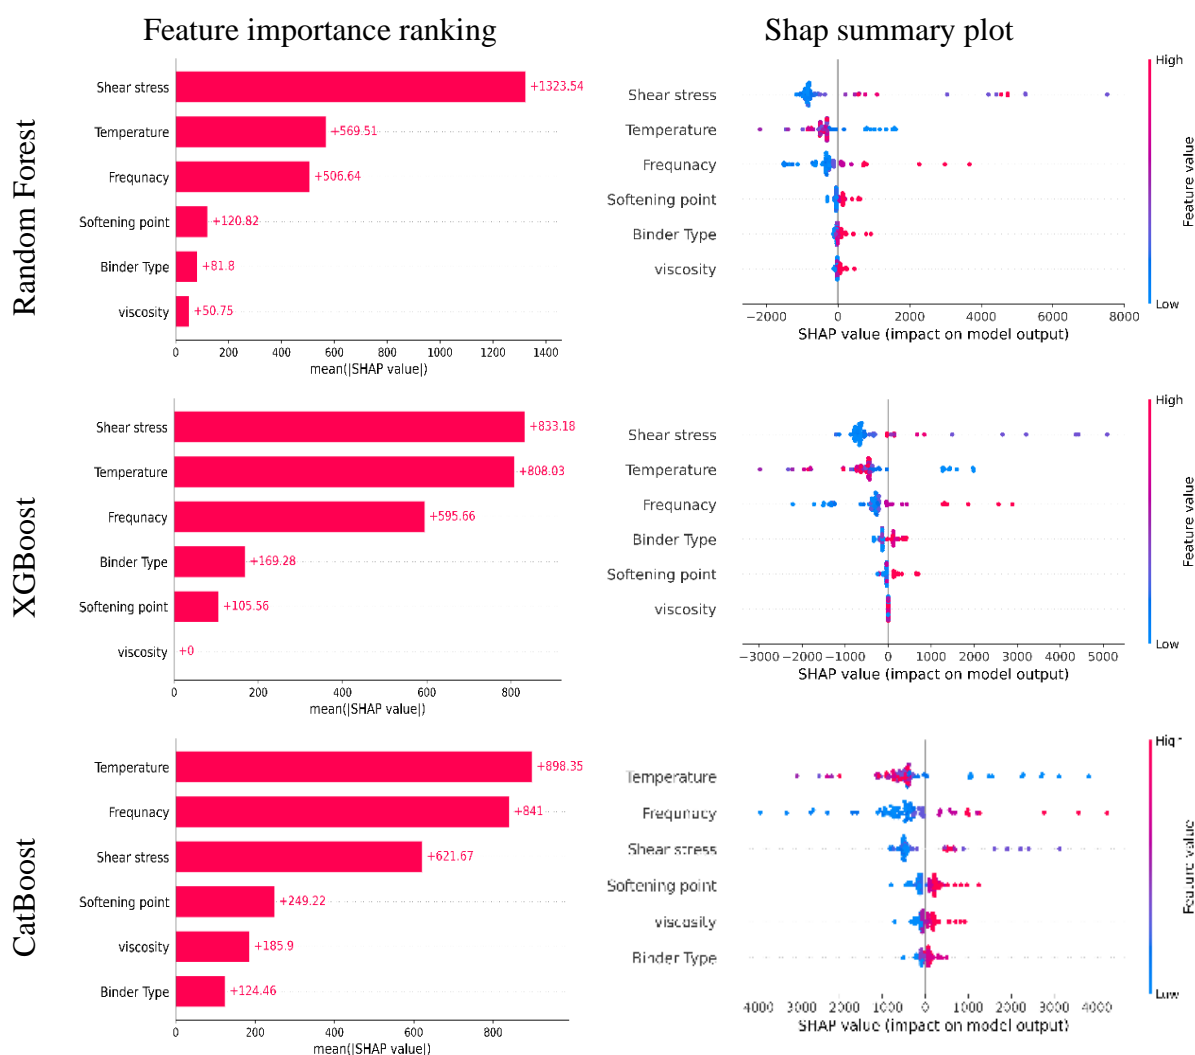 Feature importance ranking
Shap summary plot
Random Forest
Shear stress
+1323.54
Temperature
+569.51
Frequnacy
+506.64
Softening point
+120.82
Binder Type
+81.8
viscosity
+50.75
0 200 400 600 800 1000 1200 1400
mean(|SHAP value|)
Shear stress
Temperature
Frequnacy
Softening point
Binder Type
viscosity
−2000 0 2000 4000 6000 8000
SHAP value (impact on model output)
High
Feature value
Low
XGBoost
Shear stress
+833.18
Temperature
+808.03
Frequnacy
+595.66
Binder Type
+169.28
Softening point
+105.56
viscosity
+0
0 200 400 600 800
mean(|SHAP value|)
Shear stress
Temperature
Frequnacy
Binder Type
Softening point
viscosity
−3000 −2000 −1000 0 1000 2000 3000 4000 5000
SHAP value (impact on model output)
High
Feature value
Low
CatBoost
Temperature
+898.35
Frequnacy
+841
Shear stress
+621.67
Softening point
+249.22
viscosity
+185.9
Binder Type
+124.46
0 200 400 600 800
mean(|SHAP value|)
Temperature
Frequnacy
Shear stress
Softening point
viscosity
Binder Type
4000 3000 2000 1000 0 1000 2000 3000 4000
SHAP value (impact on model output)
High
Feature value
Low